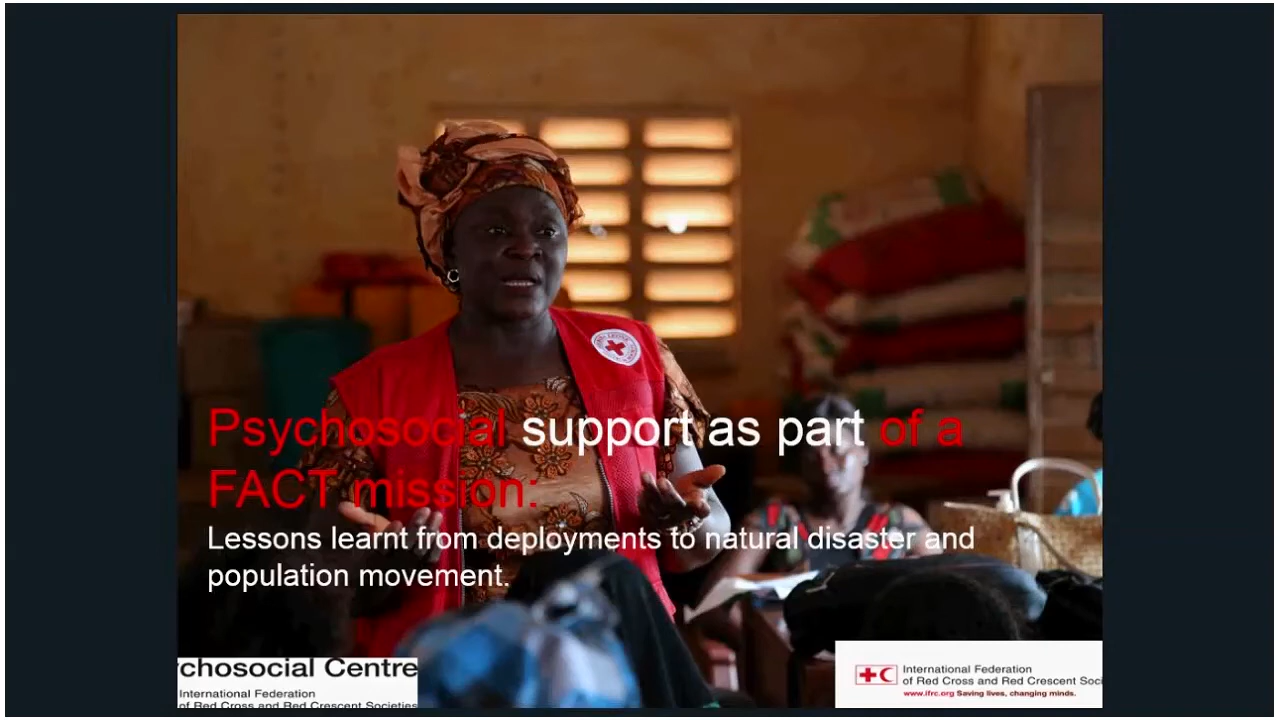 Psychosocial support as part of a
FACT mission:
Lessons learnt from deployments to natural disaster and
population movement.
chosocial Centre
International Federation
of Red Cross and Red Crescent Societies
International Federation
of Red Cross and Red Crescent Soci
www.ifrc.org Saving lives, changing minds.